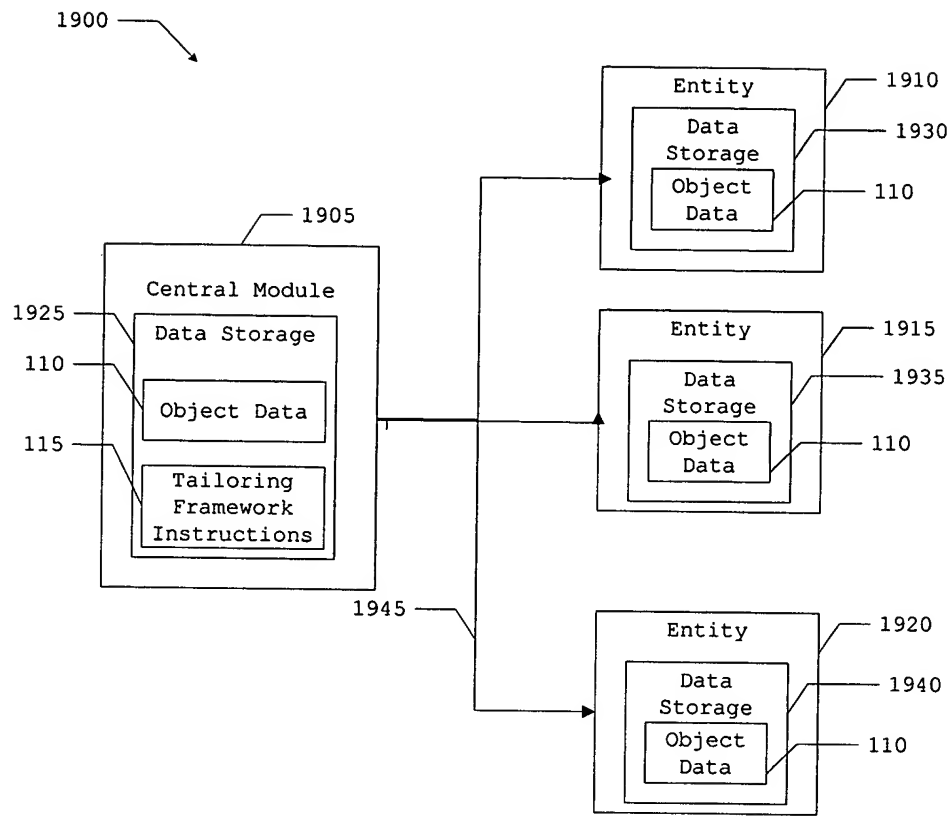 1900
1905
Central Module
1925
Data Storage
110
Object Data
115
Tailoring
Framework
Instructions
1945
Entity
1910
Data
Storage
1930
Object
Data
110
Entity
1915
Data
Storage
1935
Object
Data
110
Entity
1920
Data
Storage
1940
Object
Data
110